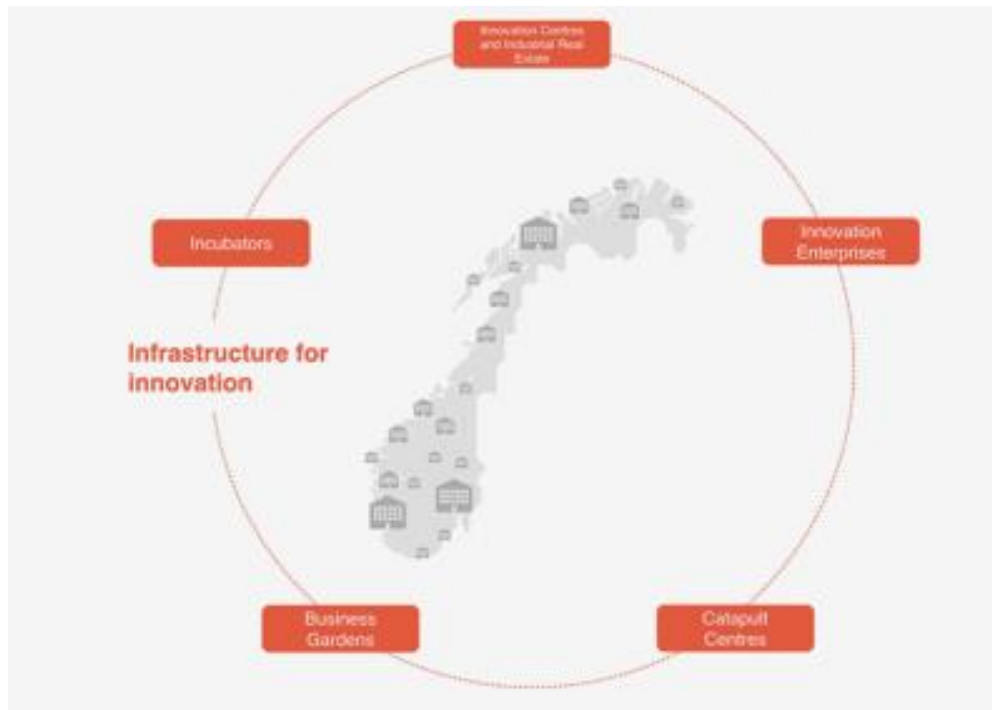 Innovation Centres
and Industrial Real
Estate
Incubators
Innovation
Enterprises
Infrastructure for
innovation
Business
Gardens
Catapult
Centres